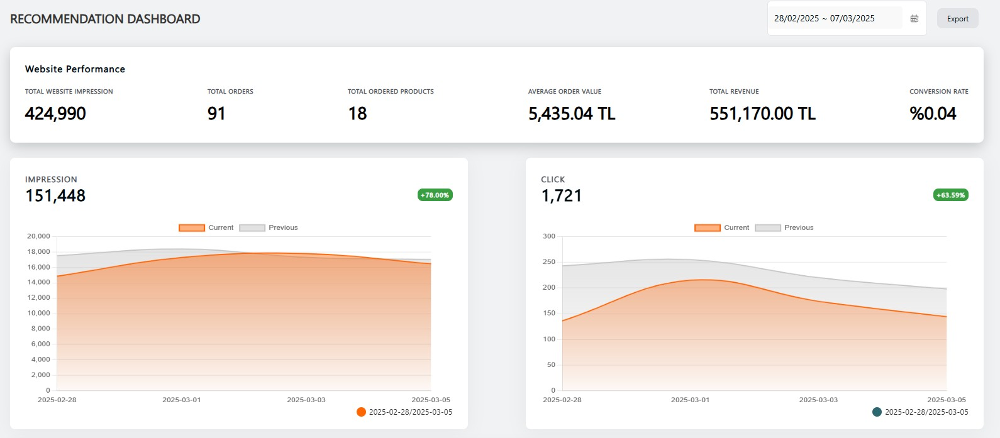 RECOMMENDATION DASHBOARD
28/02/2025 ~ 07/03/2025
Export
Website Performance
TOTAL WEBSITE IMPRESSION
424,990
TOTAL ORDERS
91
TOTAL ORDERED PRODUCTS
18
AVERAGE ORDER VALUE
5,435.04 TL
TOTAL REVENUE
551,170.00 TL
CONVERSION RATE
%0.04
IMPRESSION
151,448
+78.00%
Current
Previous
20,000
18,000
16,000
14,000
12,000
10,000
8,000
6,000
4,000
2,000
0
2025-02-28
2025-03-01
2025-03-03
2025-03-05
2025-02-28/2025-03-05
CLICK
1,721
+63.59%
Current
Previous
300
250
200
150
100
50
0
2025-02-28
2025-03-01
2025-03-03
2025-03-05
2025-02-28/2025-03-05